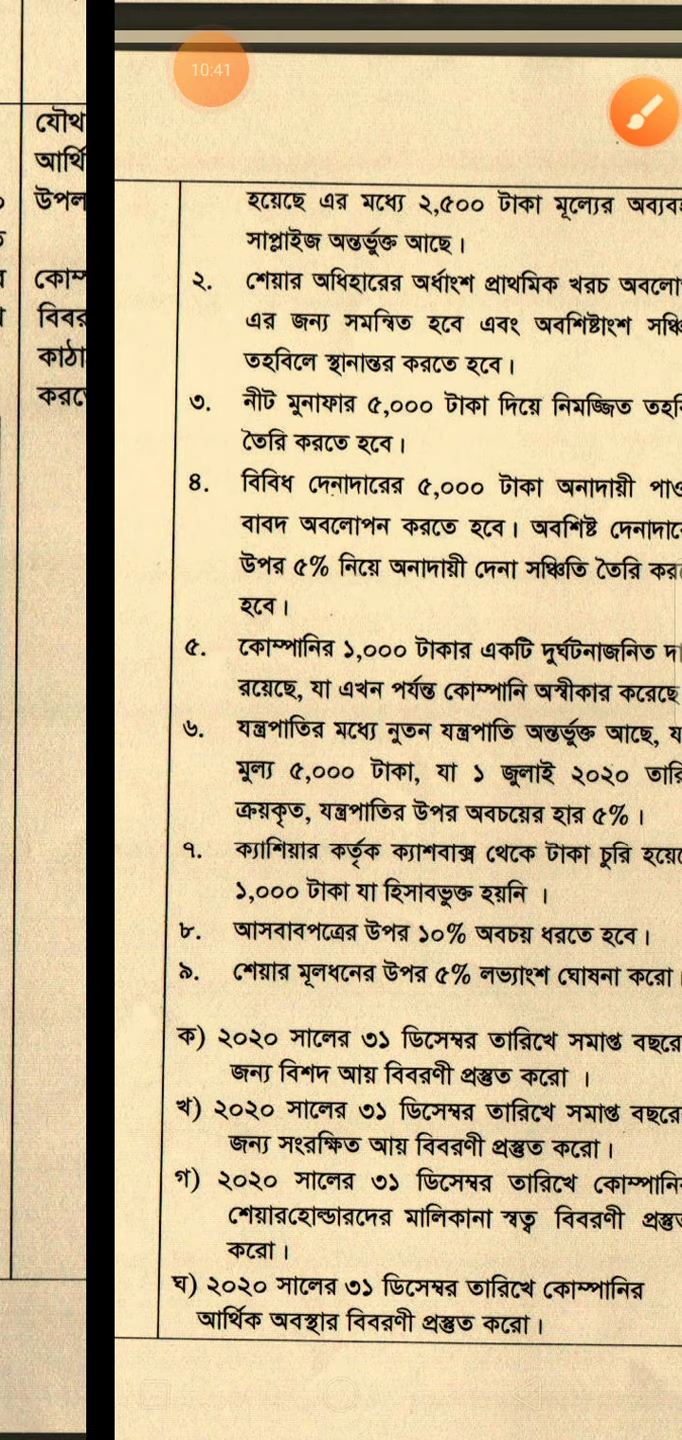 10:41
যৌথ
আর্থি
উপল
কোম্প
বিবর
কাঠা
করতে
হয়েছে এর মধ্যে ২,৫০০ টাকা মূল্যের অব্যব
সাপ্লাইজ অন্তর্ভুক্ত আছে।
২. শেয়ার অধিহারের অর্ধাংশ প্রাথমিক খরচ অবলো
এর জন্য সমন্বিত হবে এবং অবশিষ্টাংশ সঞ্চি
তহবিলে স্থানান্তর করতে হবে।
৩. নীট মুনাফার ৫,০০০ টাকা দিয়ে নিমজ্জিত তহবি
তৈরি করতে হবে।
৪. বিবিধ দেনাদারের ৫,০০০ টাকা অনাদায়ী পাও
বাবদ অবলোপন করতে হবে। অবশিষ্ট দেনাদারে
উপর ৫% নিয়ে অনাদায়ী দেনা সঞ্চিতি তৈরি কর
হবে।
৫. কোম্পানির ১,০০০ টাকার একটি দুর্ঘটনাজনিত দা
রয়েছে, যা এখন পর্যন্ত কোম্পানি অস্বীকার করেছে
৬. যন্ত্রপাতির মধ্যে নুতন যন্ত্রপাতি অন্তর্ভুক্ত আছে, য
মুল্য ৫,০০০ টাকা, যা ১ জুলাই ২০২০ তারি
ক্রয়কৃত, যন্ত্রপাতির উপর অবচয়ের হার ৫%।
৭. ক্যাশিয়ার কর্তৃক ক্যাশবাক্স থেকে টাকা চুরি হয়ে
১,০০০ টাকা যা হিসাবভুক্ত হয়নি ।
৮. আসবাবপত্রের উপর ১০% অবচয় ধরতে হবে।
৯. শেয়ার মূলধনের উপর ৫% লভ্যাংশ ঘোষনা করো।
ক) ২০২০ সালের ৩১ ডিসেম্বর তারিখে সমাপ্ত বছরে
জন্য বিশদ আয় বিবরণী প্রস্তুত করো ।
খ) ২০২০ সালের ৩১ ডিসেম্বর তারিখে সমাপ্ত বছরে
জন্য সংরক্ষিত আয় বিবরণী প্রস্তুত করো।
গ) ২০২০ সালের ৩১ ডিসেম্বর তারিখে কোম্পানি
শেয়ারহোল্ডারদের মালিকানা স্বত্ব বিবরণী প্রস্তুত
করো।
ঘ) ২০২০ সালের ৩১ ডিসেম্বর তারিখে কোম্পানির
আর্থিক অবস্থার বিবরণী প্রস্তুত করো।